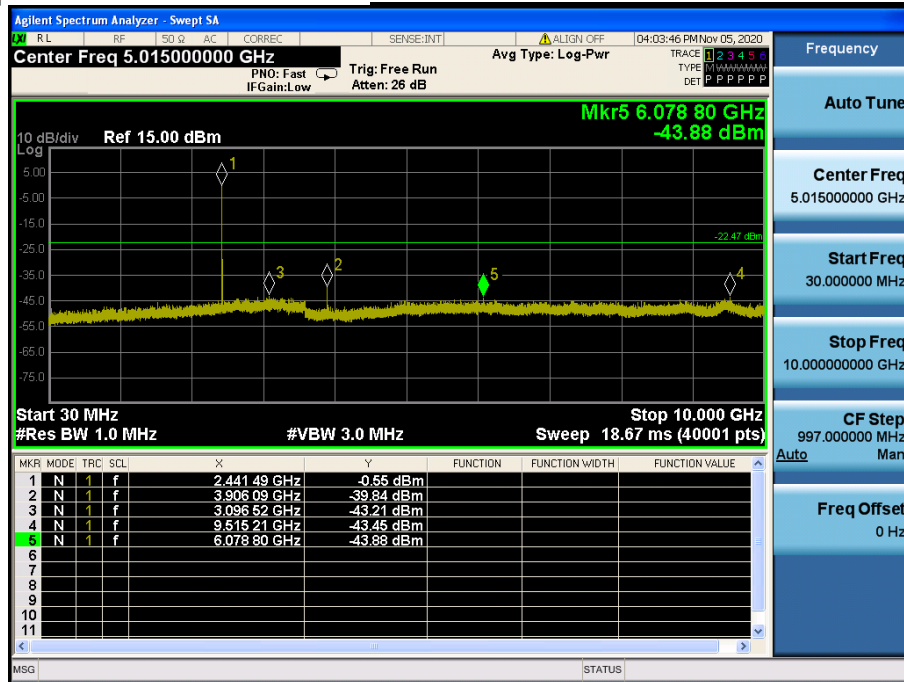 Agilent Spectrum Analyzer - Swept SA
LXI RL RF 50 Ω AC CORREC SENSE:INT ALIGN OFF 04:03:46 PM Nov 05, 2020
Center Freq 5.015000000 GHz
PNO: Fast
IFGain:Low
Trig: Free Run
Atten: 26 dB
Avg Type: Log-Pwr
TRACE 1 2 3 4 5 6
TYPE M W W W W W
DET P P P P P P
Mkr5 6.078 80 GHz
-43.88 dBm
10 dB/div Ref 15.00 dBm
Log
5.00
-5.00
-15.0
-25.0
-35.0
-45.0
-55.0
-65.0
-75.0
1
2
3
4
5
-22.47 dBm
Start 30 MHz Stop 10.000 GHz
#Res BW 1.0 MHz #VBW 3.0 MHz Sweep 18.67 ms (40001 pts)
MKR MODE TRC SCL X Y FUNCTION FUNCTION WIDTH FUNCTION VALUE
1 N 1 f 2.441 49 GHz -0.55 dBm
2 N 1 f 3.906 09 GHz -39.84 dBm
3 N 1 f 3.096 52 GHz -43.21 dBm
4 N 1 f 9.515 21 GHz -43.45 dBm
5 N 1 f 6.078 80 GHz -43.88 dBm
6
7
8
9
10
11
MSG STATUS
Frequency
Auto Tune
Center Freq
5.015000000 GHz
Start Freq
30.000000 MHz
Stop Freq
10.000000000 GHz
CF Step
997.000000 MHz
Auto Man
Freq Offset
0 Hz